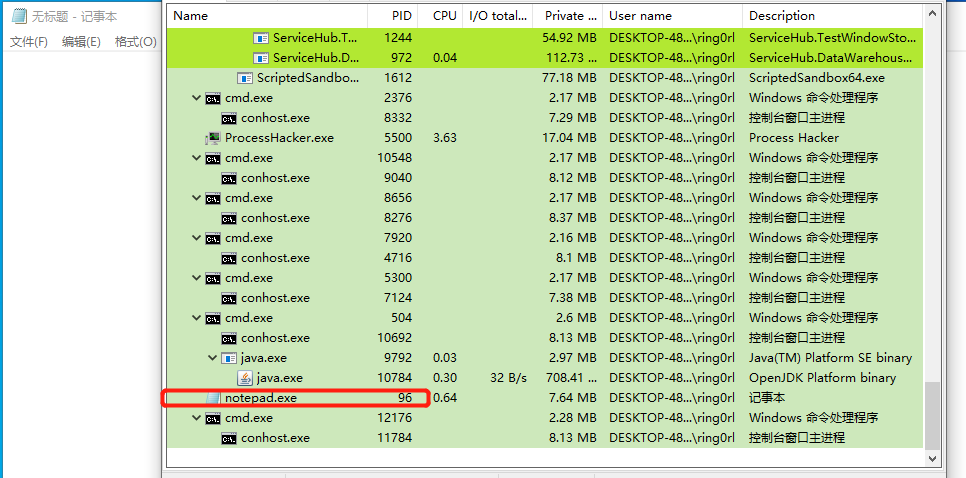 无标题 - 记事本
文件(F) 编辑(E) 格式(O)
Name PID CPU I/O total... Private ... User name Description
ServiceHub.T... 1244 54.92 MB DESKTOP-48...\ring0rl ServiceHub.TestWindowSto...
ServiceHub.D... 972 0.04 112.73 ... DESKTOP-48...\ring0rl ServiceHub.DataWarehous...
ScriptedSandbo... 1612 77.18 MB DESKTOP-48...\ring0rl ScriptedSandbox64.exe
cmd.exe 2376 2.17 MB DESKTOP-48...\ring0rl Windows 命令处理程序
conhost.exe 8332 7.29 MB DESKTOP-48...\ring0rl 控制台窗口主进程
ProcessHacker.exe 5500 3.63 17.04 MB DESKTOP-48...\ring0rl Process Hacker
cmd.exe 10548 2.17 MB DESKTOP-48...\ring0rl Windows 命令处理程序
conhost.exe 9040 8.12 MB DESKTOP-48...\ring0rl 控制台窗口主进程
cmd.exe 8656 2.17 MB DESKTOP-48...\ring0rl Windows 命令处理程序
conhost.exe 8276 8.37 MB DESKTOP-48...\ring0rl 控制台窗口主进程
cmd.exe 7920 2.16 MB DESKTOP-48...\ring0rl Windows 命令处理程序
conhost.exe 4716 8.1 MB DESKTOP-48...\ring0rl 控制台窗口主进程
cmd.exe 5300 2.17 MB DESKTOP-48...\ring0rl Windows 命令处理程序
conhost.exe 7124 7.38 MB DESKTOP-48...\ring0rl 控制台窗口主进程
cmd.exe 504 2.6 MB DESKTOP-48...\ring0rl Windows 命令处理程序
conhost.exe 10692 8.13 MB DESKTOP-48...\ring0rl 控制台窗口主进程
java.exe 9792 0.03 2.97 MB DESKTOP-48...\ring0rl Java(TM) Platform SE binary
java.exe 10784 0.30 32 B/s 708.41 ... DESKTOP-48...\ring0rl OpenJDK Platform binary
notepad.exe 96 0.64 7.64 MB DESKTOP-48...\ring0rl 记事本
cmd.exe 12176 2.28 MB DESKTOP-48...\ring0rl Windows 命令处理程序
conhost.exe 11784 8.13 MB DESKTOP-48...\ring0rl 控制台窗口主进程